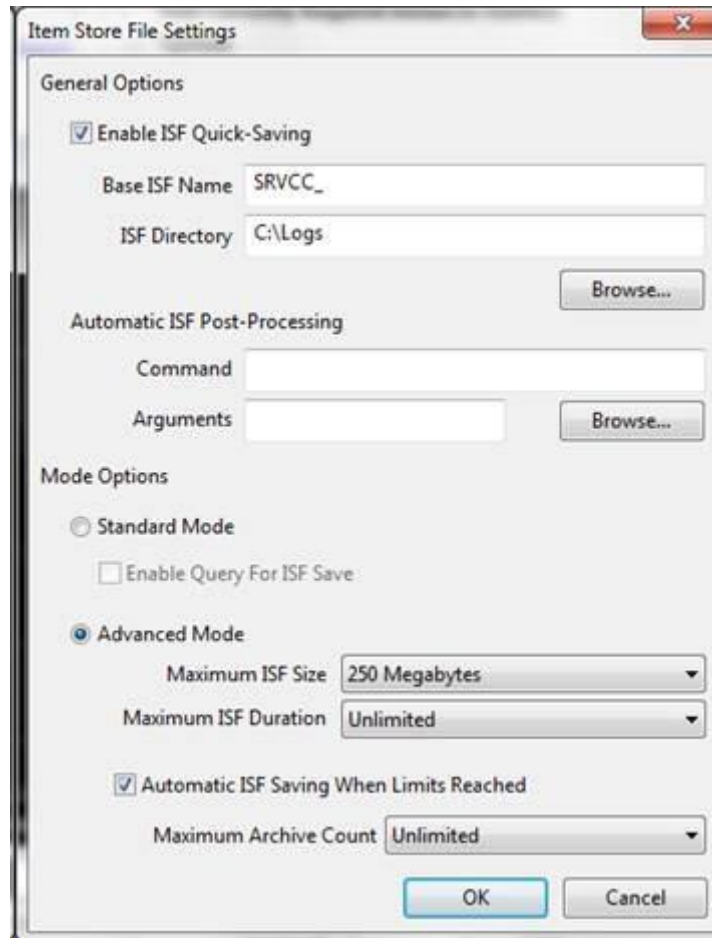 Item Store File Settings
General Options
Enable ISF Quick-Saving
Base ISF Name SRVCC_
ISF Directory C:\Logs
Browse...
Automatic ISF Post-Processing
Command
Arguments Browse...
Mode Options
Standard Mode
Enable Query For ISF Save
Advanced Mode
Maximum ISF Size 250 Megabytes
Maximum ISF Duration Unlimited
Automatic ISF Saving When Limits Reached
Maximum Archive Count Unlimited
OK Cancel